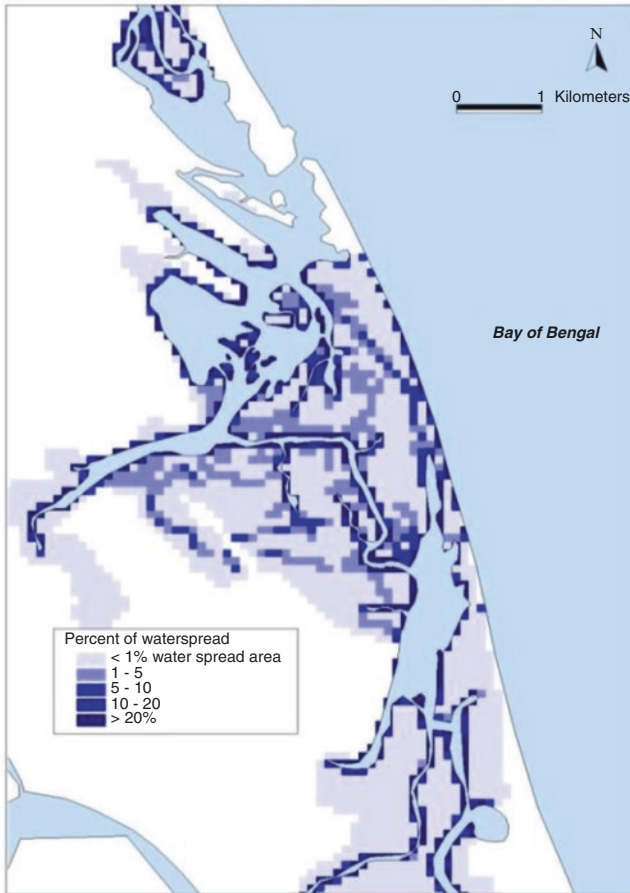 N
0 1 Kilometers
Bay of Bengal
Percent of waterspread
< 1% water spread area
1 - 5
5 - 10
10 - 20
> 20%